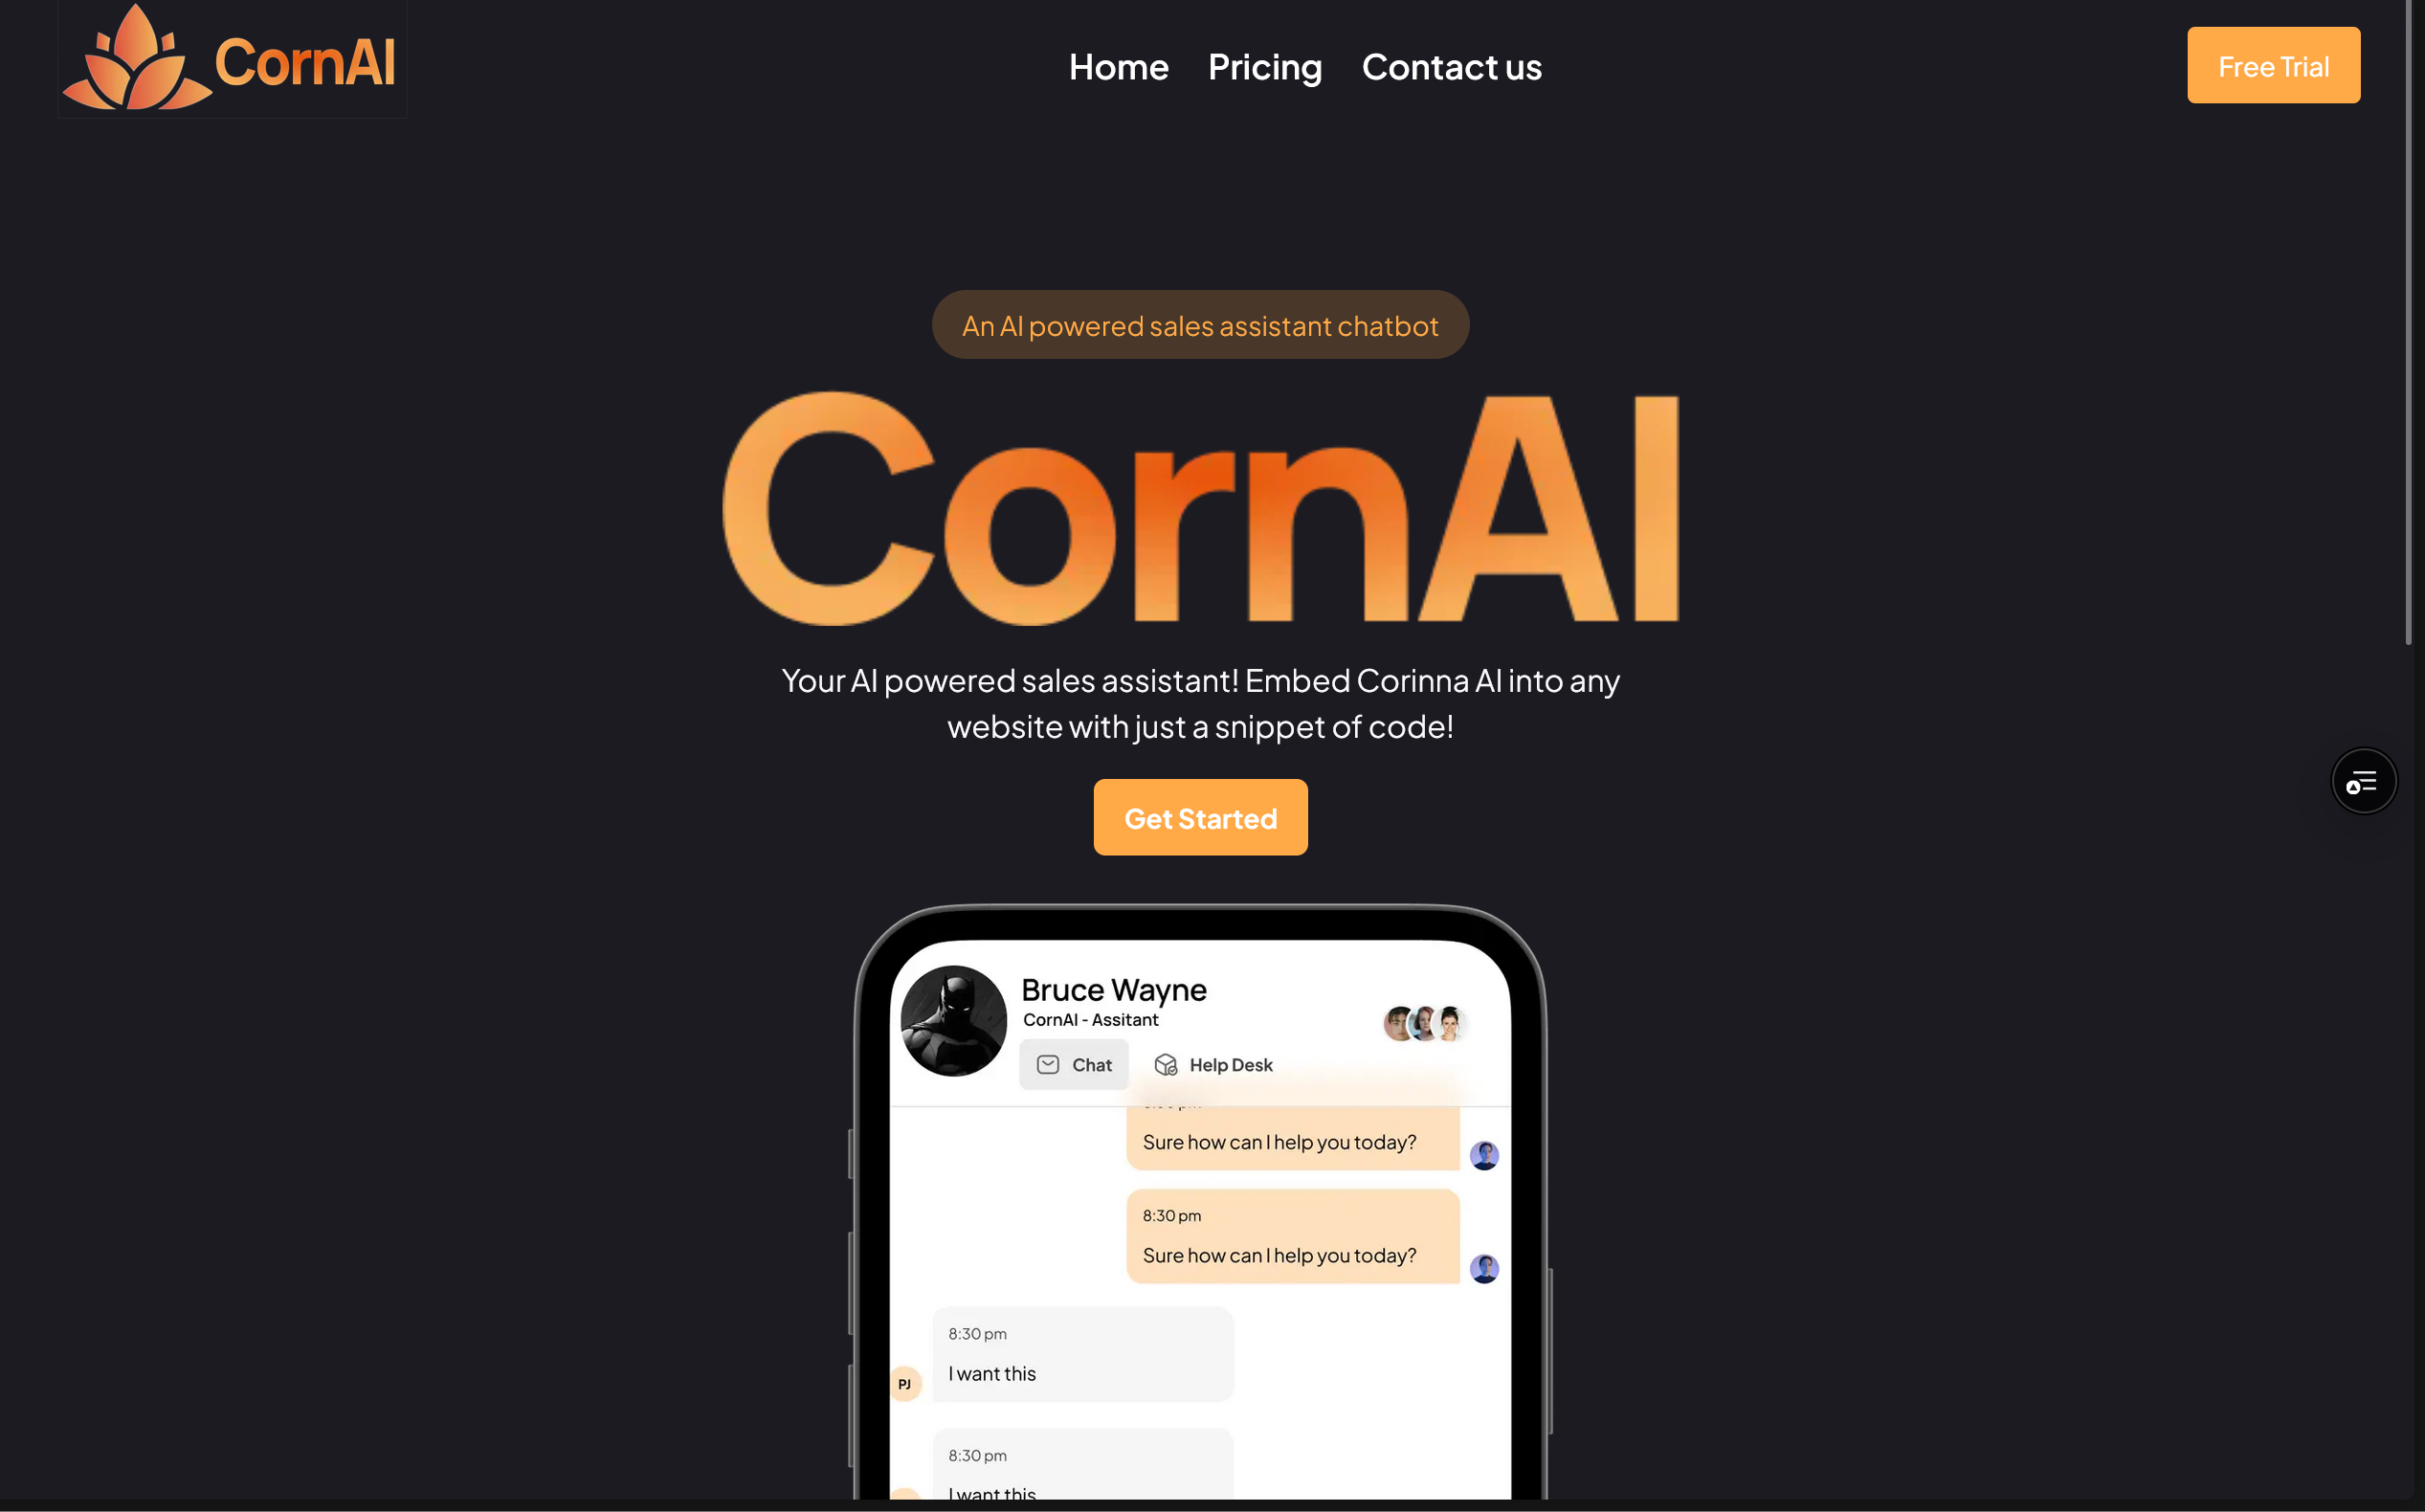 CornAI
Home Pricing Contact us
Free Trial
An AI powered sales assistant chatbot
CornAI
Your AI powered sales assistant! Embed Corinna AI into any
website with just a snippet of code!
Get Started
Bruce Wayne
CornAI - Assitant
Chat Help Desk
Sure how can I help you today?
8:30 pm
Sure how can I help you today?
8:30 pm
I want this
PJ
8:30 pm
I want this